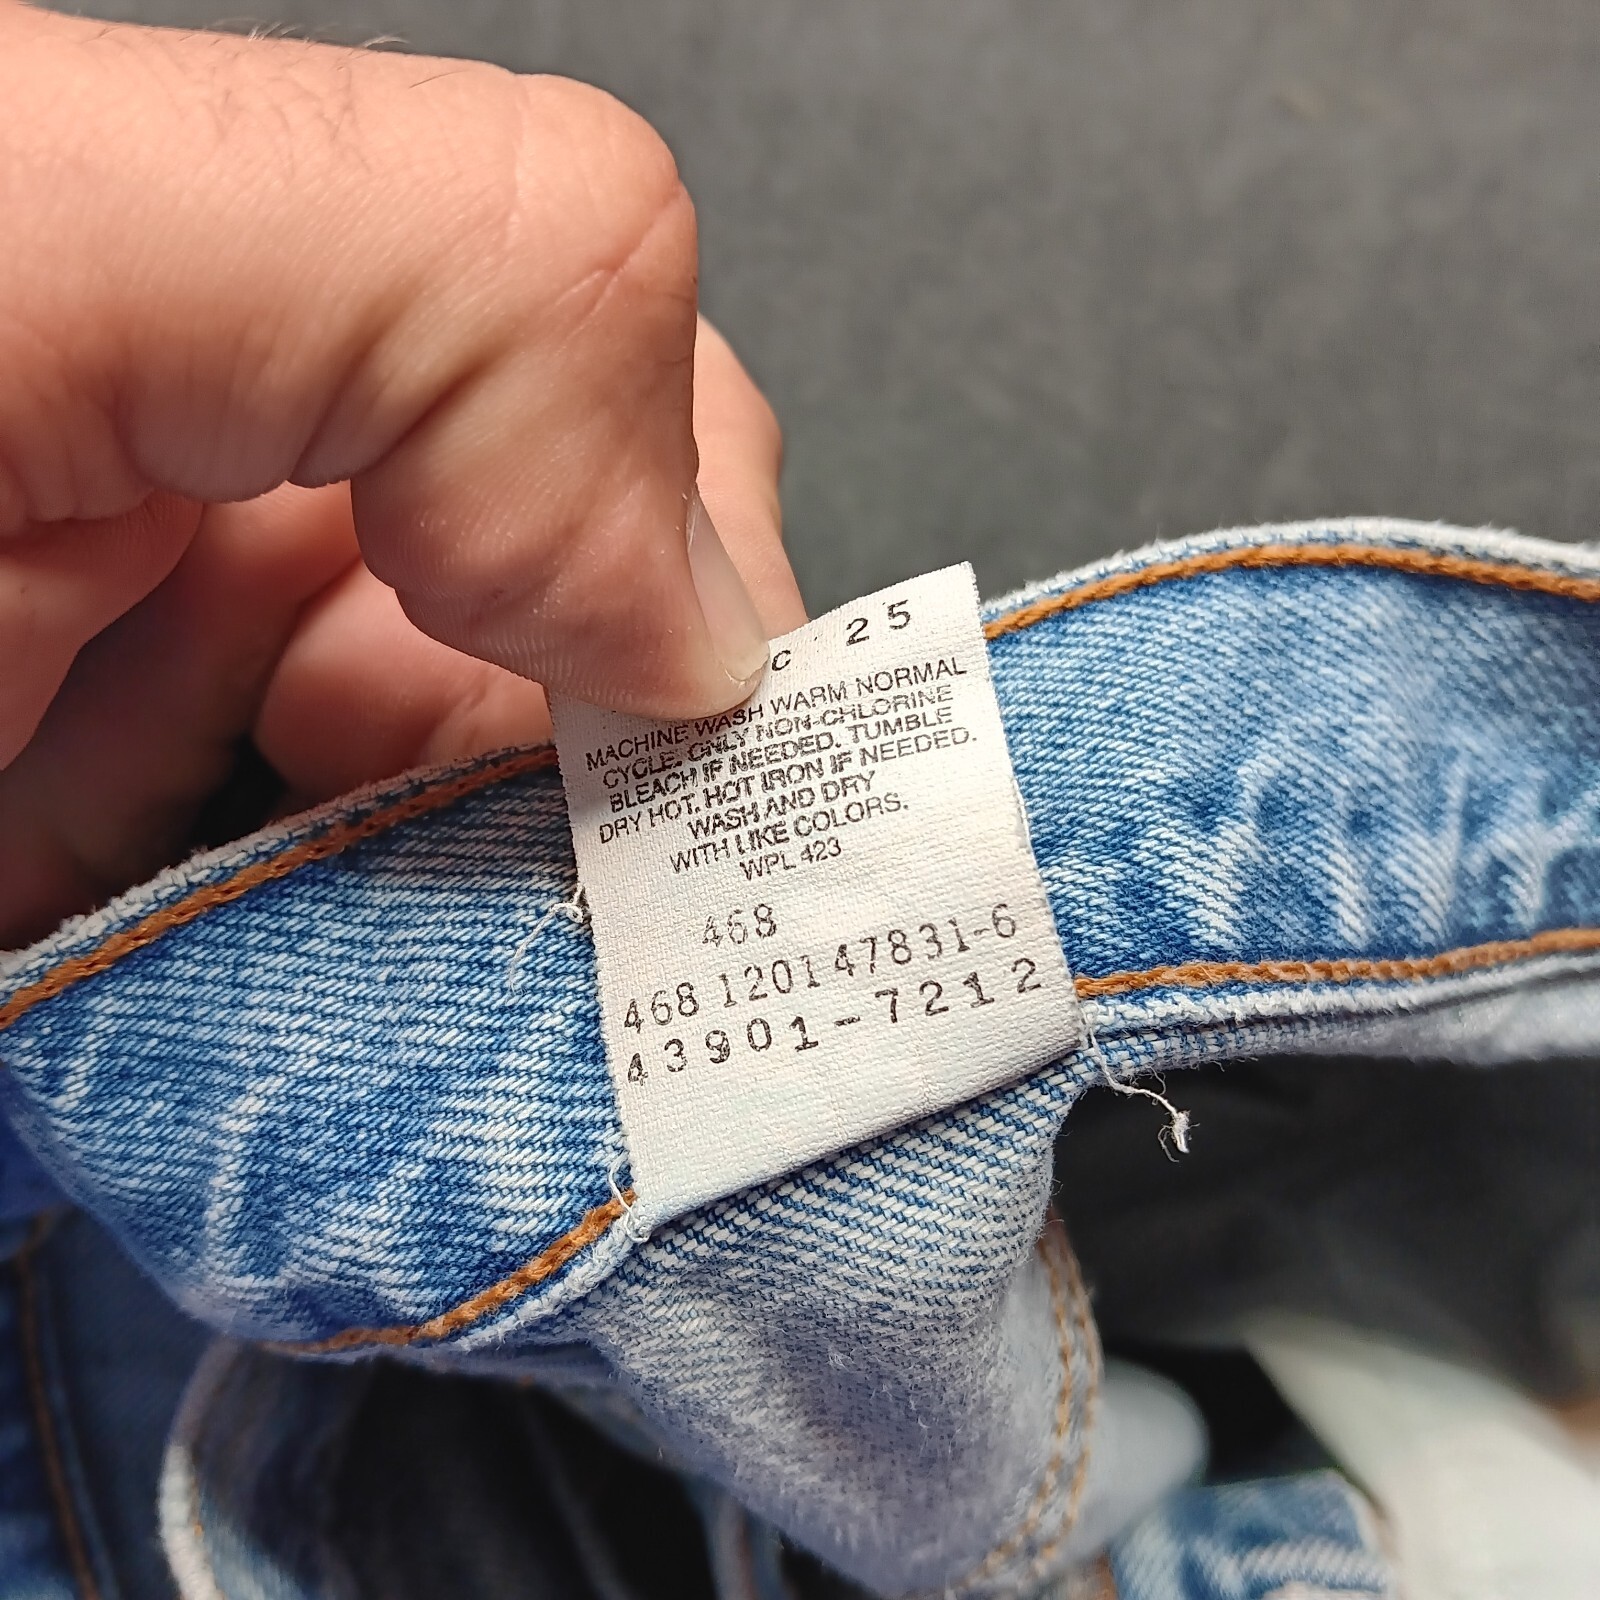 C 25
MACHINE WASH WARM NORMAL
CYCLE. ONLY NON-CHLORINE
BLEACH IF NEEDED. TUMBLE
DRY HOT. HOT IRON IF NEEDED.
WASH AND DRY
WITH LIKE COLORS.
WPL 423
468
468 120147831-6
43901-7212